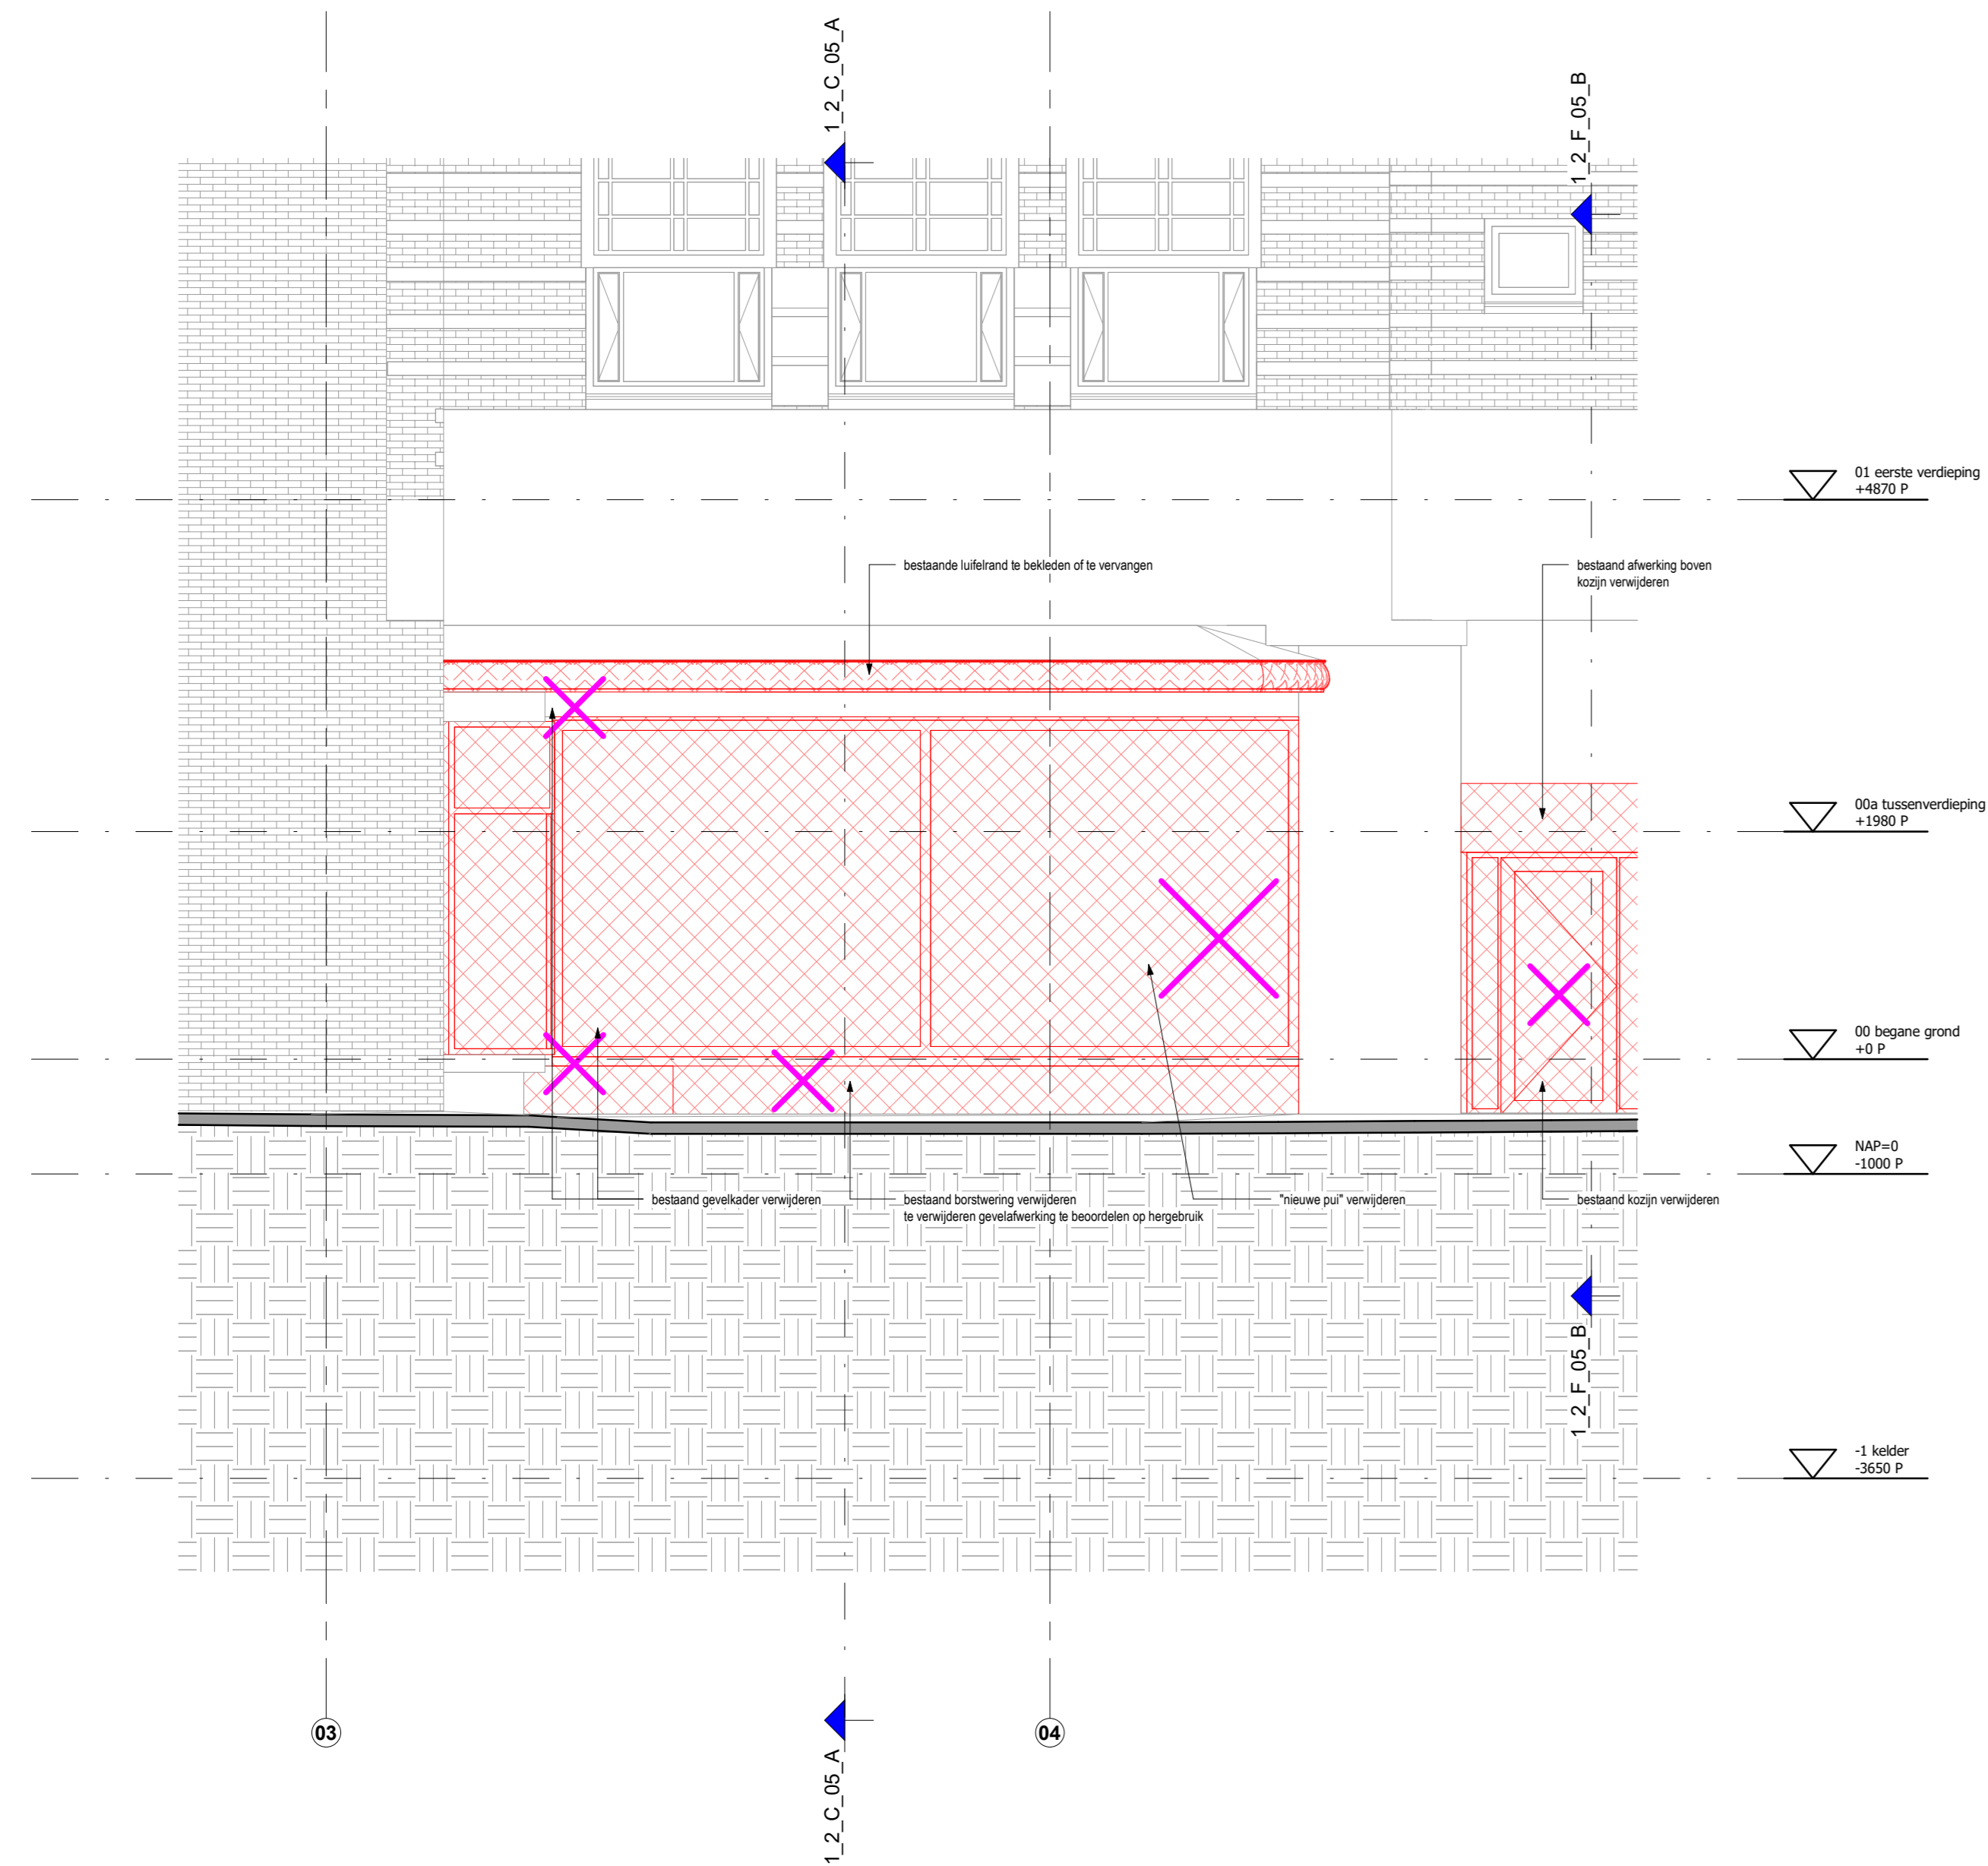 1_2_C_05_A
1_2_F_05_B
01 eerste verdieping
+4870 P
bestaande luifelrand te bekleden of te vervangen
bestaand afwerking boven
kozijn verwijderen
00a tussenverdieping
+1980 P
00 begane grond
+0 P
NAP=0
-1000 P
bestaand gevelkader verwijderen
bestaand borstwering verwijderen
te verwijderen gevelafwerking te beoordelen op hergebruik
"nieuwe pui" verwijderen
bestaand kozijn verwijderen
1_2_F_05_B
-1 kelder
-3650 P
03
04
1_2_C_05_A